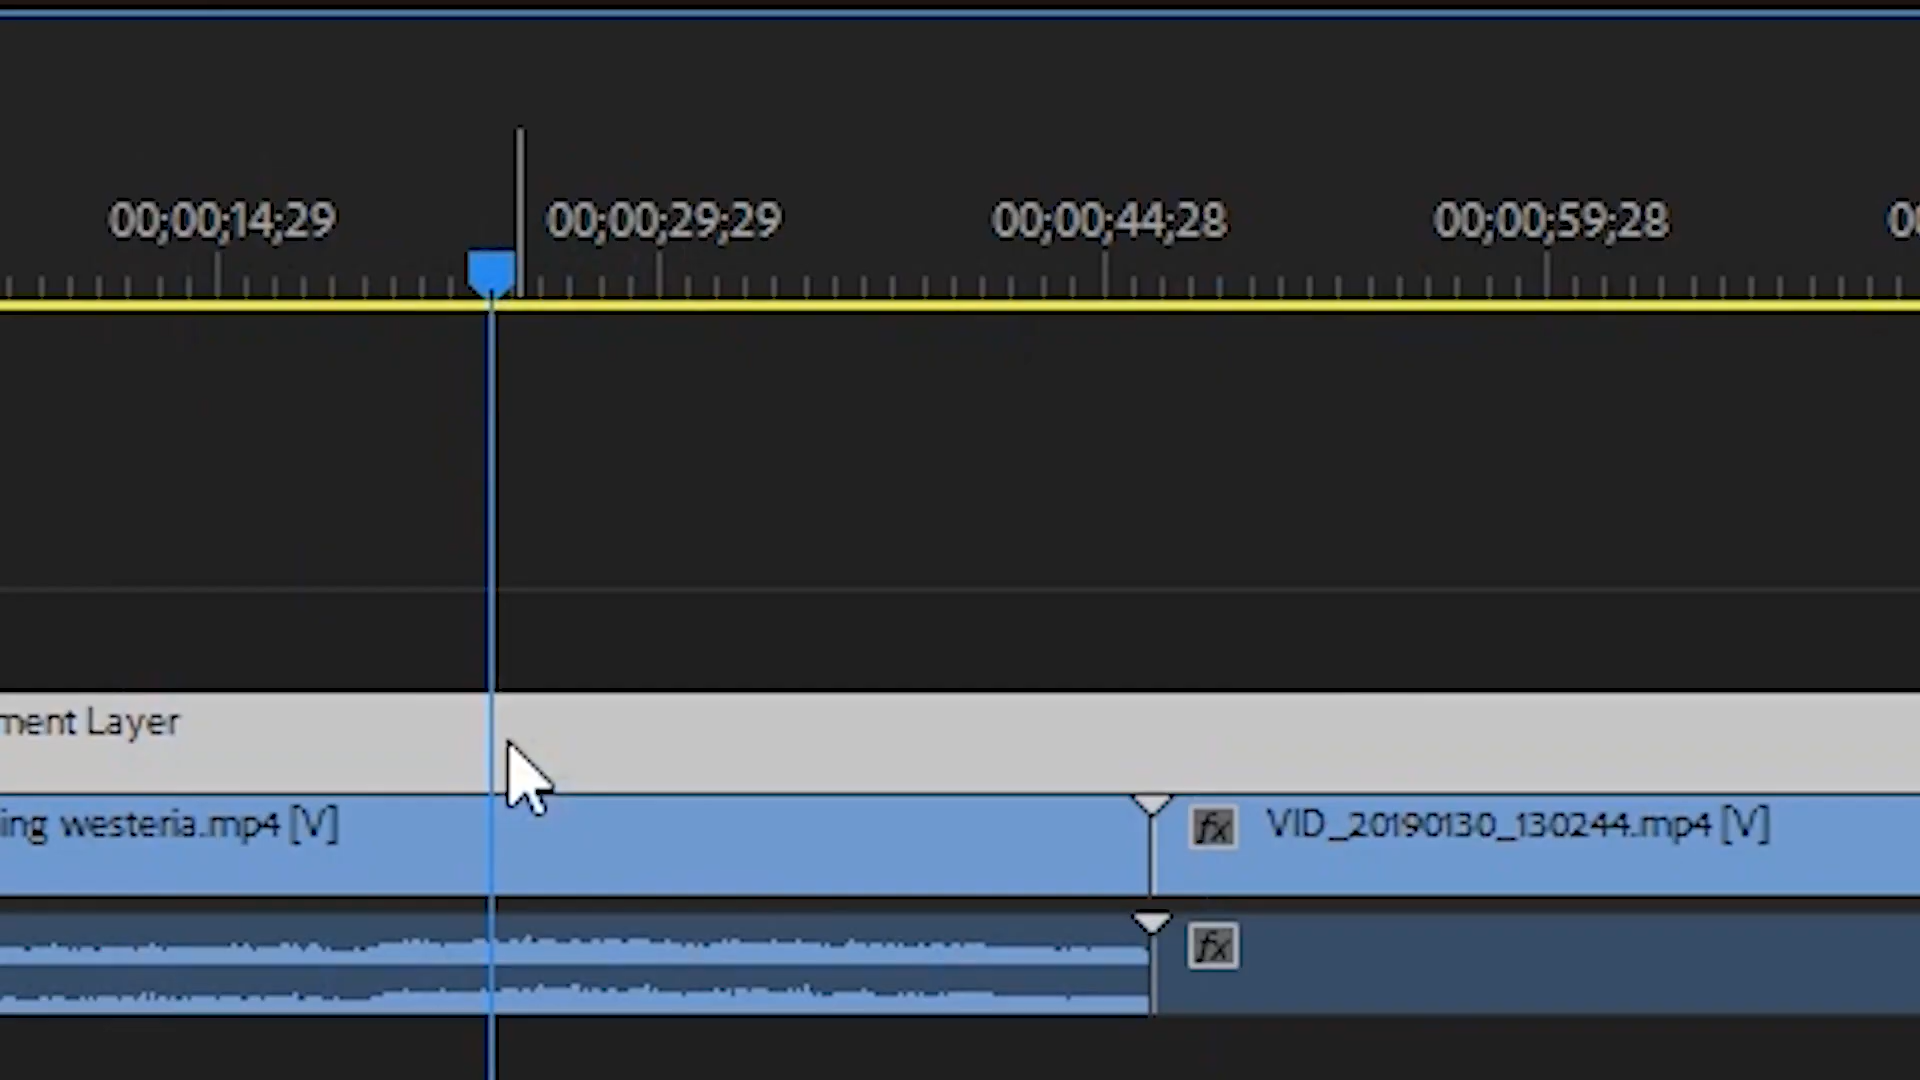 00;00;14;29 00;00;29;29 00;00;44;28 00;00;59;28 00
ment Layer
ing westeria.mp4 [V] fx VID_20190130_130244.mp4 [V]
fx